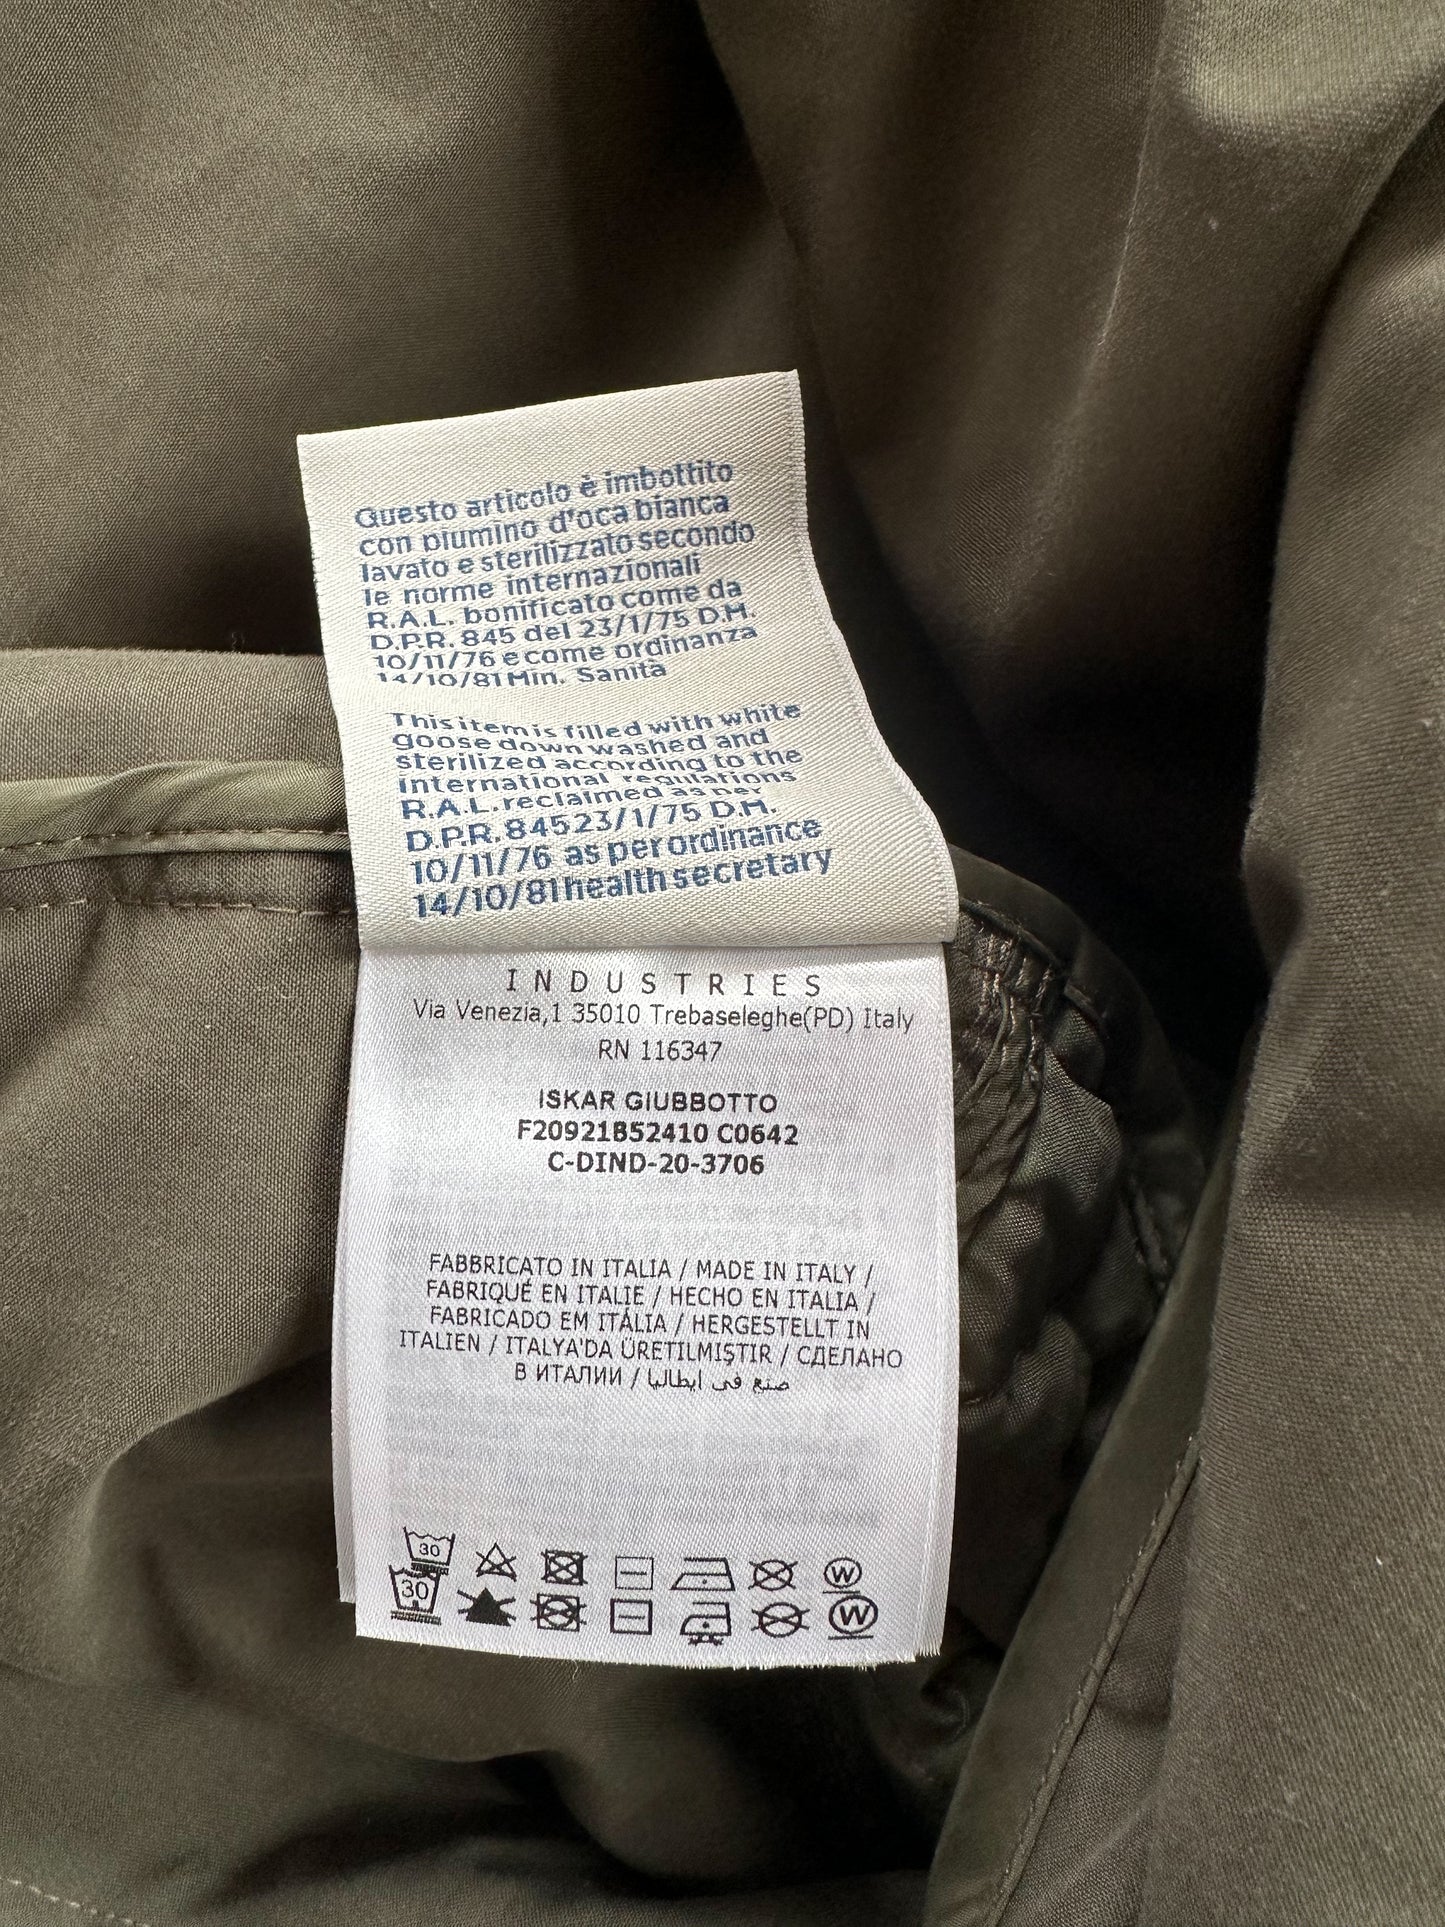 Questo articolo è imbottito
con piumino d'oca bianca
lavato e sterilizzato secondo
le norme internazionali
R.A.L. bonificato come da
D.P.R. 845 del 23/1/75 D.M.
10/11/76 e come ordinanza
14/10/81 Min. Sanità
This item is filled with white
goose down washed and
sterilized according to the
international regulations
R.A.L. reclaimed as per
D.P.R. 845 23/1/75 D.M.
10/11/76 as per ordinance
14/10/81 health secretary
INDUSTRIES
Via Venezia,1 35010 Trebaseleghe(PD) Italy
RN 116347
ISKAR GIUBBOTTO
F20921B52410 C0642
C-DIND-20-3706
FABBRICATO IN ITALIA / MADE IN ITALY /
FABRIQUÉ EN ITALIE / HECHO EN ITALIA /
FABRICADO EM ITÁLIA / HERGESTELLT IN
ITALIEN / ITALYA'DA ÜRETILMIŞTIR / СДЕЛАНО
В ИТАЛИИ / صنع في ايطاليا
30 W
30 W